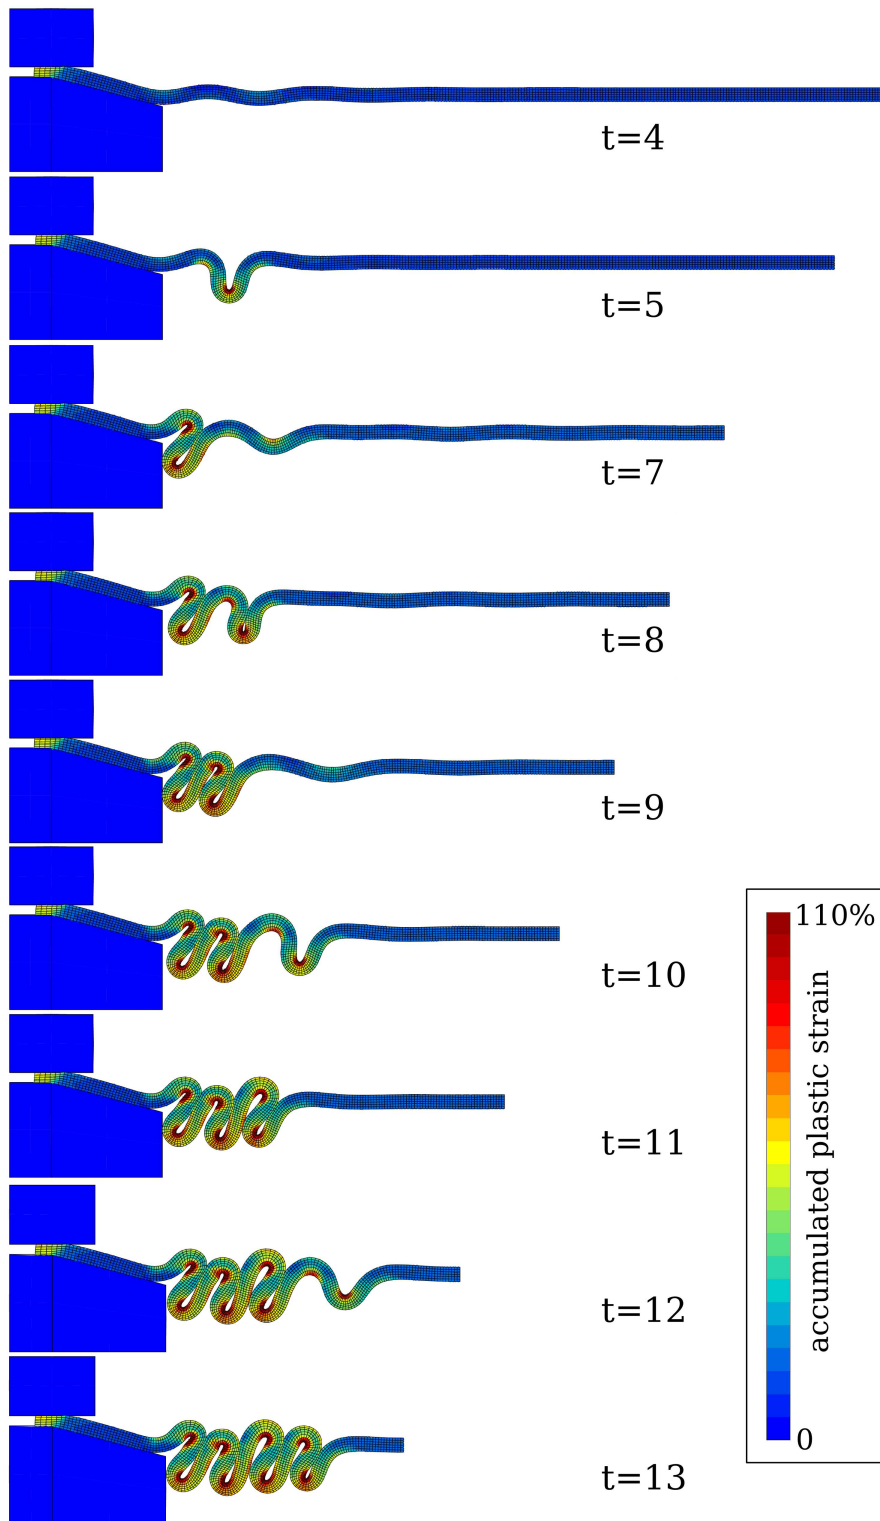 t=4
t=5
t=7
t=8
t=9
t=10
t=11
t=12
t=13
110%
accumulated plastic strain
0